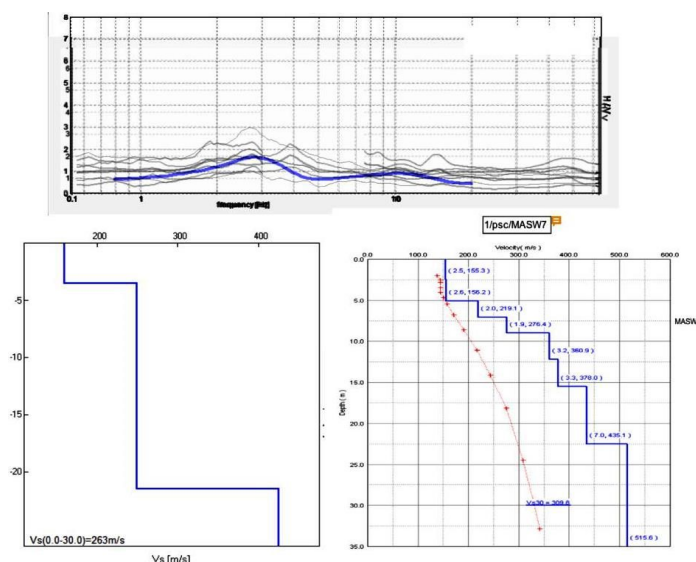 8
7
6
5
4
3
2
1
0
H/V
0.1
1
10
frequency [Hz]
1/psc/MASW7
200
300
400
-5
-10
-15
-20
Vs(0.0-30.0)=263m/s
Vs [m/s]
Velocity( m/s )
0.0
100.0
200.0
300.0
400.0
500.0
600.0
0.0
5.0
10.0
15.0
20.0
25.0
30.0
35.0
Depth( m )
( 2.5, 155.3 )
( 2.6, 156.2 )
( 2.0, 219.1 )
( 1.9, 276.4 )
( 3.2, 360.9 )
( 3.3, 378.0 )
( 7.0, 435.1 )
( 515.6 )
Vs30 = 309.6
MASW